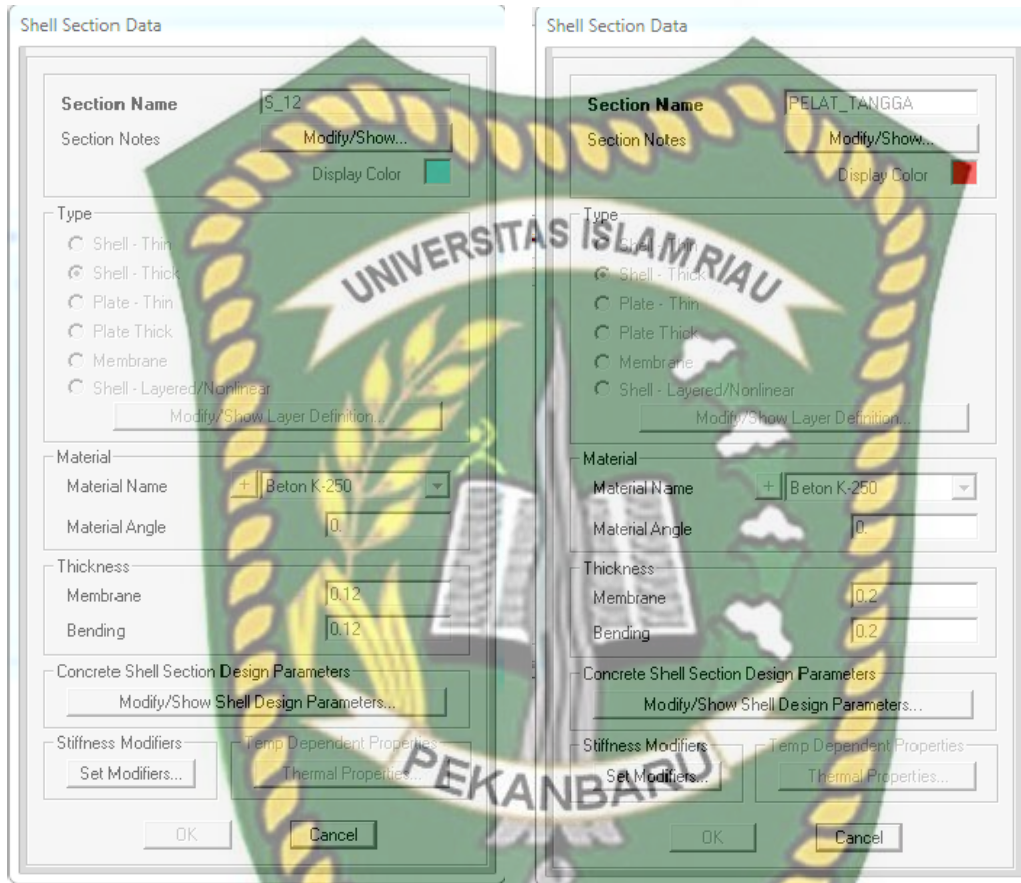 Shell Section Data
Section Name S_12
Section Notes Modify/Show...
Display Color
Type
Shell - Thin
Shell - Thick
Plate - Thin
Plate Thick
Membrane
Shell - Layered/Nonlinear
Modify/Show Layer Definition...
Material
Material Name + Beton K-250
Material Angle 0.
Thickness
Membrane 0.12
Bending 0.12
Concrete Shell Section Design Parameters
Modify/Show Shell Design Parameters...
Stiffness Modifiers
Set Modifiers...
Temp Dependent Properties
Thermal Properties...
OK Cancel
Shell Section Data
Section Name PELAT_TANGGA
Section Notes Modify/Show...
Display Color
Type
Shell - Thin
Shell - Thick
Plate - Thin
Plate Thick
Membrane
Shell - Layered/Nonlinear
Modify/Show Layer Definition...
Material
Material Name + Beton K-250
Material Angle 0.
Thickness
Membrane 0.2
Bending 0.2
Concrete Shell Section Design Parameters
Modify/Show Shell Design Parameters...
Stiffness Modifiers
Set Modifiers...
Temp Dependent Properties
Thermal Properties...
OK Cancel
UNIVERSITAS ISLAM RIAU
PEKANBARU